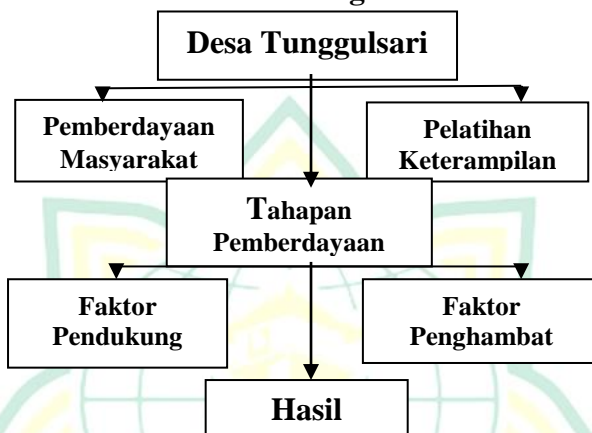 Desa Tunggulsari
Pemberdayaan
Masyarakat
Pelatihan
Keterampilan
Tahapan
Pemberdayaan
Faktor
Pendukung
Faktor
Penghambat
Hasil